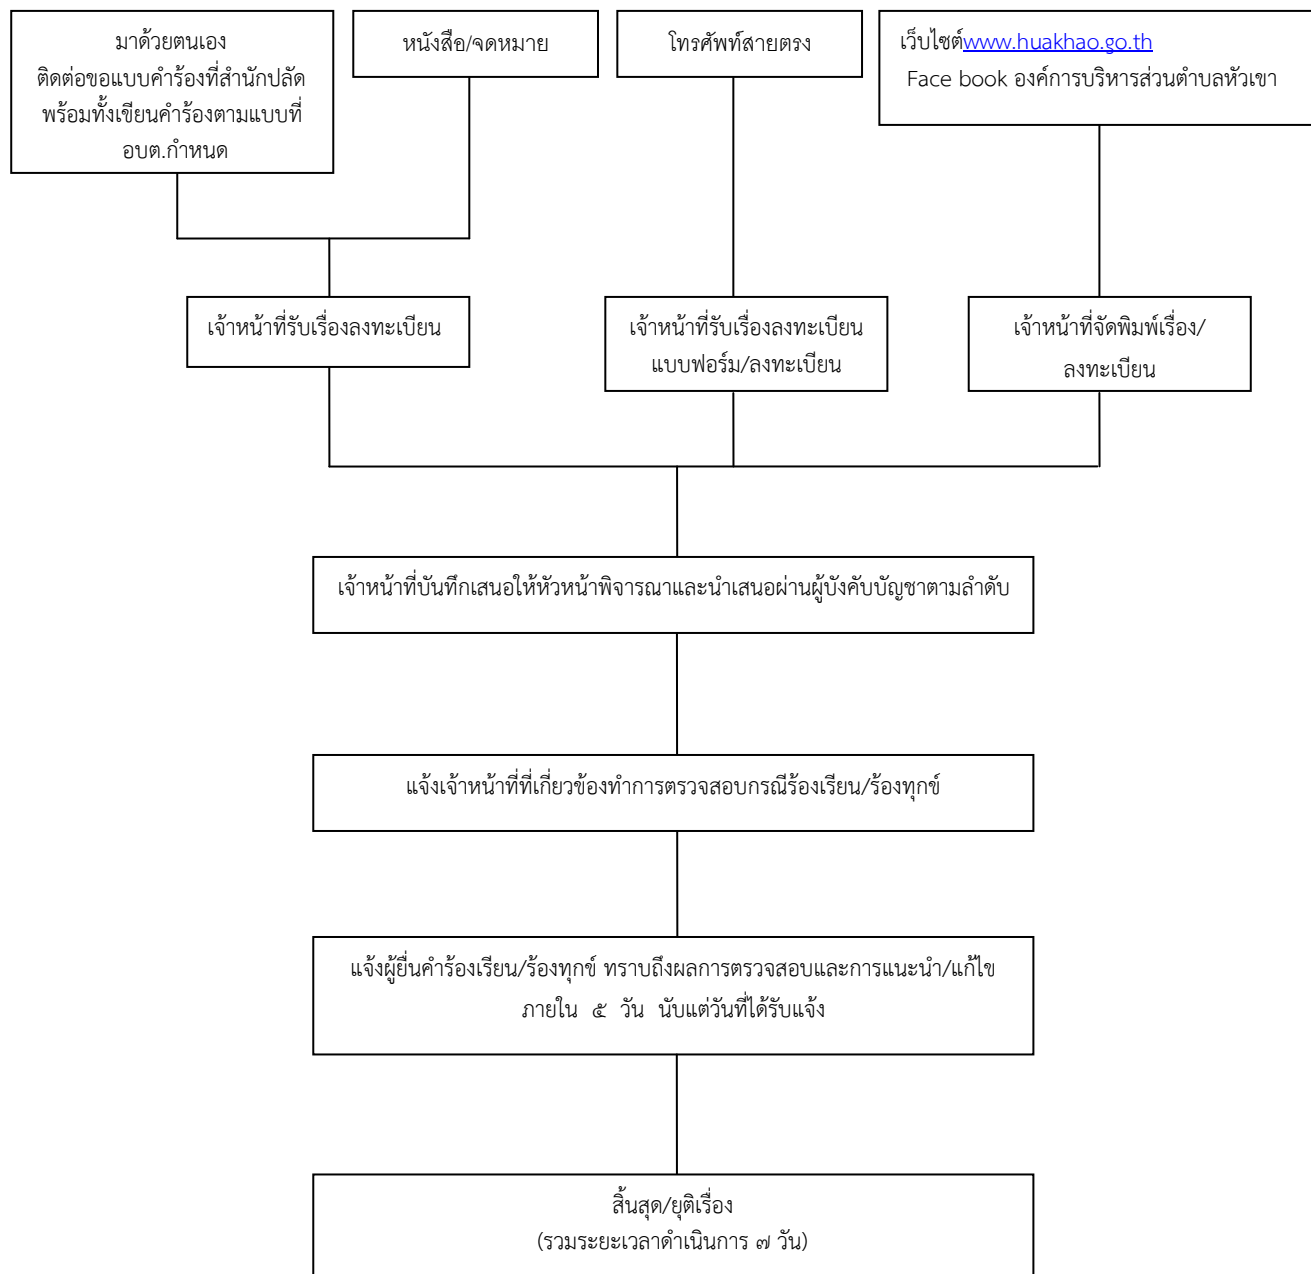 มาด้วยตนเอง
ติดต่อขอแบบคำร้องที่สำนักปลัด
พร้อมทั้งเขียนคำร้องตามแบบที่
อบต.กำหนด
หนังสือ/จดหมาย
โทรศัพท์สายตรง
เว็บไซต์www.huakhao.go.th
Face book องค์การบริหารส่วนตำบลหัวเขา
เจ้าหน้าที่รับเรื่องลงทะเบียน
เจ้าหน้าที่รับเรื่องลงทะเบียน
แบบฟอร์ม/ลงทะเบียน
เจ้าหน้าที่จัดพิมพ์เรื่อง/
ลงทะเบียน
เจ้าหน้าที่บันทึกเสนอให้หัวหน้าพิจารณาและนำเสนอผ่านผู้บังคับบัญชาตามลำดับ
แจ้งเจ้าหน้าที่ที่เกี่ยวข้องทำการตรวจสอบกรณีร้องเรียน/ร้องทุกข์
แจ้งผู้ยื่นคำร้องเรียน/ร้องทุกข์ ทราบถึงผลการตรวจสอบและการแนะนำ/แก้ไข
ภายใน ๕ วัน นับแต่วันที่ได้รับแจ้ง
สิ้นสุด/ยุติเรื่อง
(รวมระยะเวลาดำเนินการ ๗ วัน)